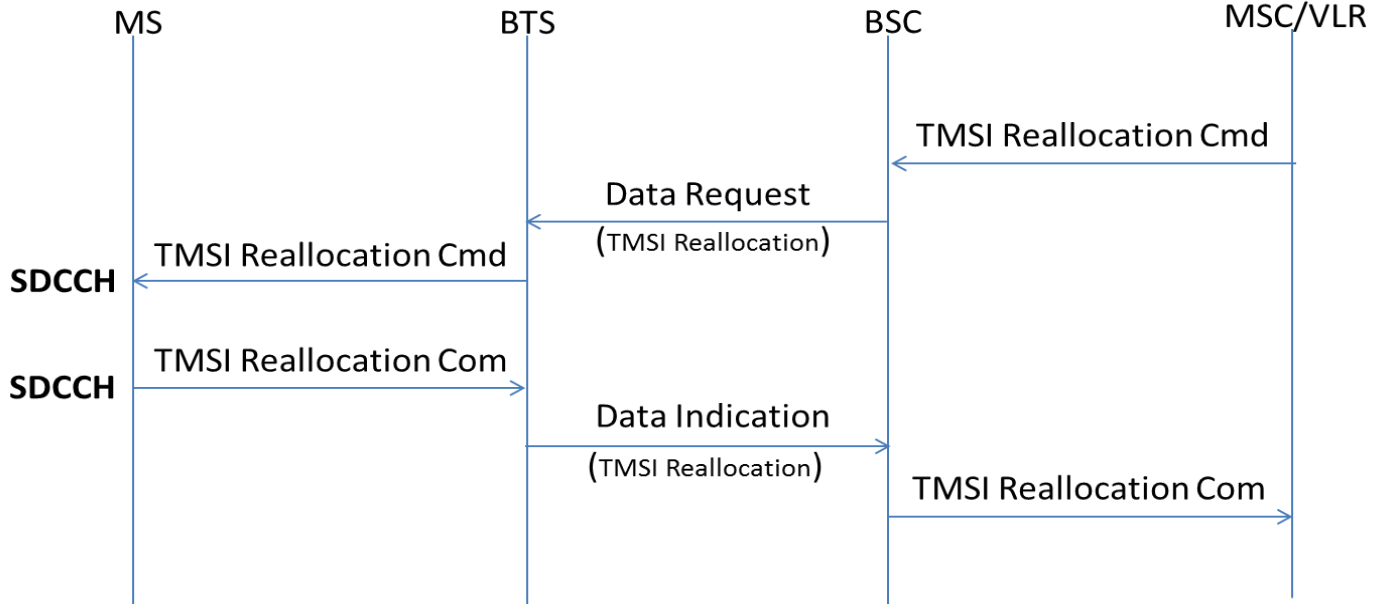 MS
BTS
BSC
MSC/VLR
TMSI Reallocation Cmd
Data Request
(TMSI Reallocation)
TMSI Reallocation Cmd
SDCCH
TMSI Reallocation Com
SDCCH
Data Indication
(TMSI Reallocation)
TMSI Reallocation Com